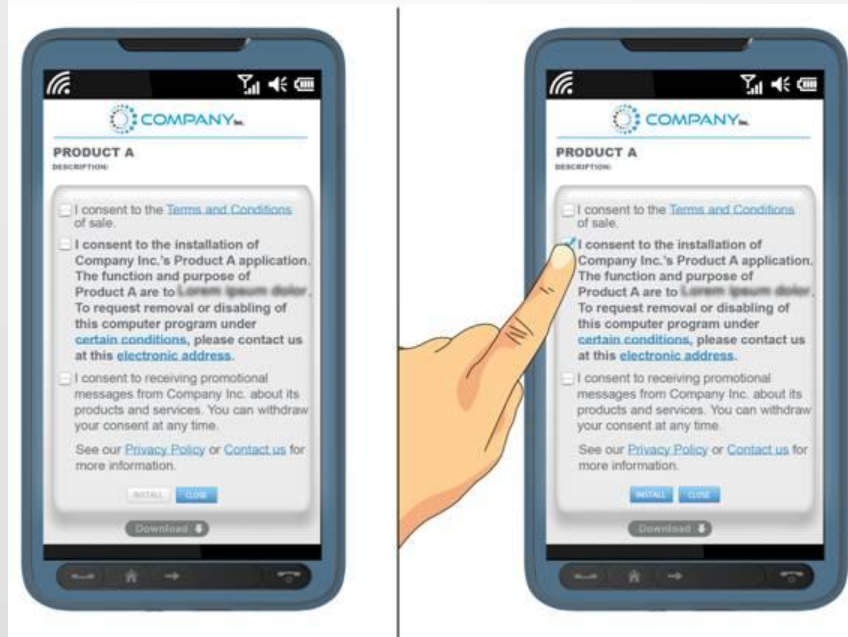 COMPANY Inc.
PRODUCT A
DESCRIPTION:
I consent to the Terms and Conditions
of sale.
I consent to the installation of
Company Inc.'s Product A application.
The function and purpose of
Product A are to Lorem ipsum dolor.
To request removal or disabling of
this computer program under
certain conditions, please contact us
at this electronic address.
I consent to receiving promotional
messages from Company Inc. about its
products and services. You can withdraw
your consent at any time.
See our Privacy Policy or Contact us for
more information.
INSTALL CLOSE
Download
COMPANY Inc.
PRODUCT A
DESCRIPTION:
I consent to the Terms and Conditions
of sale.
I consent to the installation of
Company Inc.'s Product A application.
The function and purpose of
Product A are to Lorem ipsum dolor.
To request removal or disabling of
this computer program under
certain conditions, please contact us
at this electronic address.
I consent to receiving promotional
messages from Company Inc. about its
products and services. You can withdraw
your consent at any time.
See our Privacy Policy or Contact us for
more information.
INSTALL CLOSE
Download